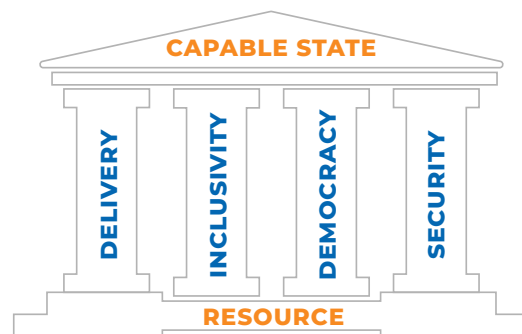 CAPABLE STATE
DELIVERY
INCLUSIVITY
DEMOCRACY
SECURITY
RESOURCE